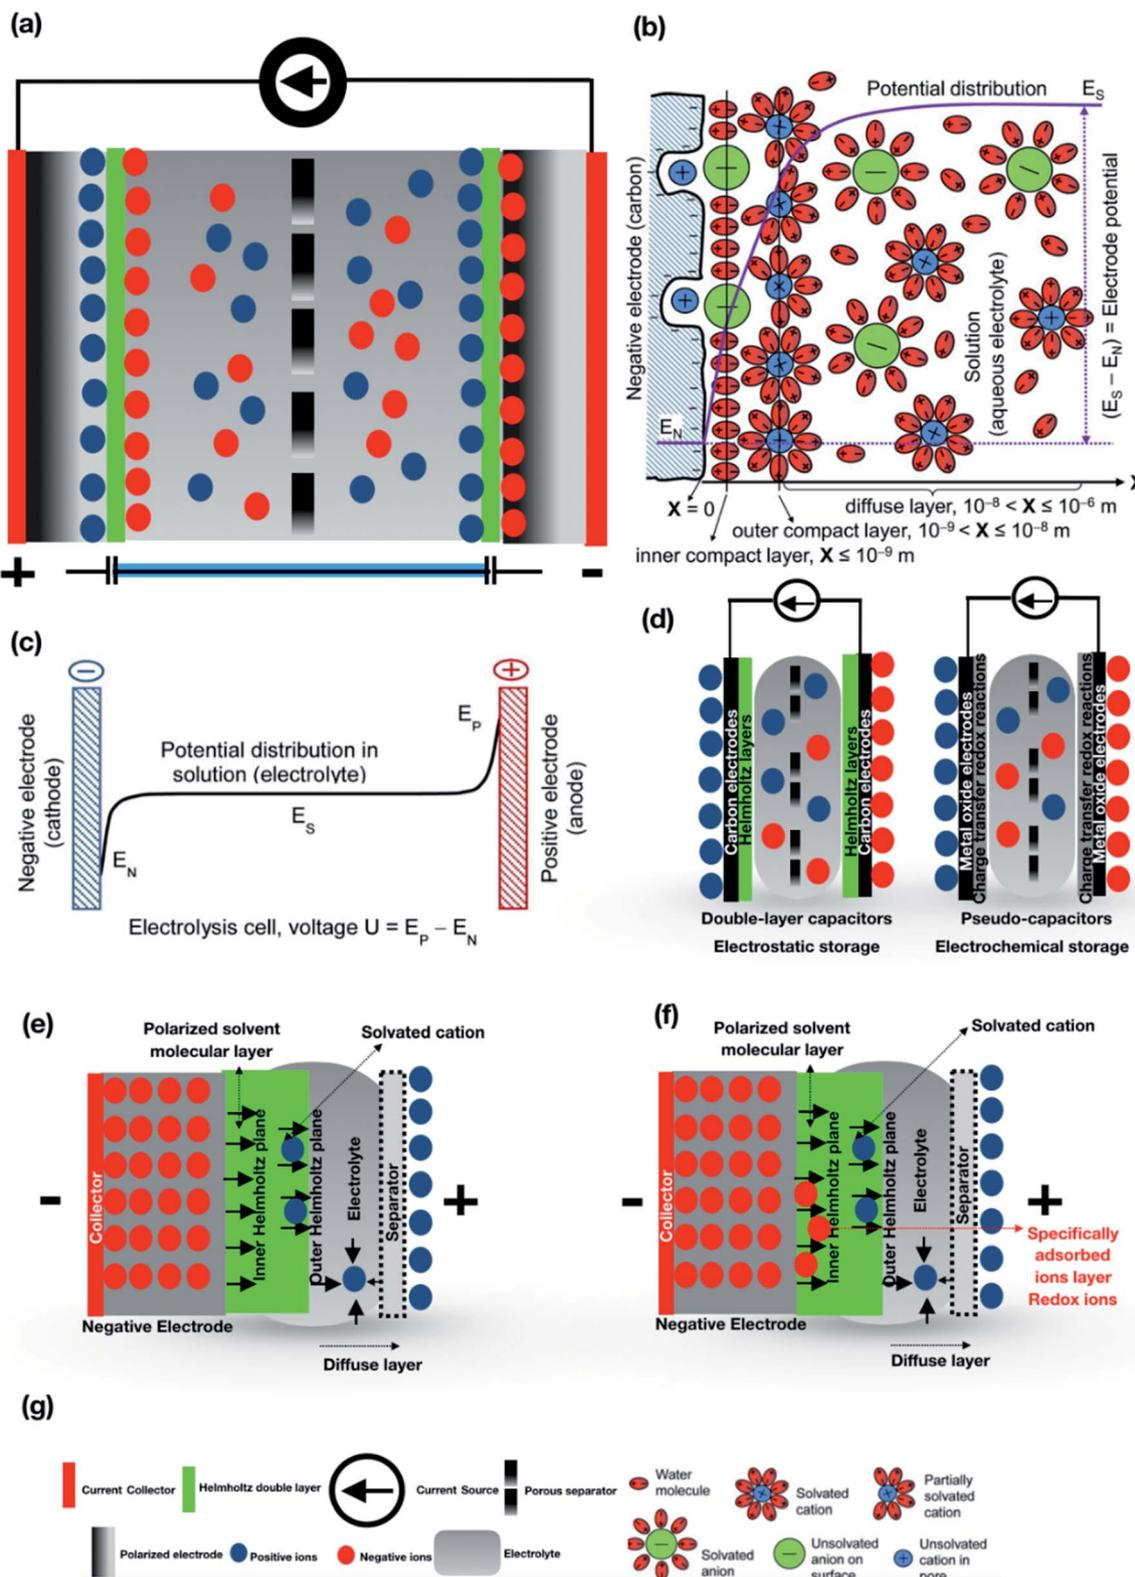 (a)
+
-
(b)
Negative electrode (carbon)
Potential distribution
E_S
Solution
(aqueous electrolyte)
(E_S – E_N) = Electrode potential
E_N
X = 0
X
diffuse layer, 10⁻⁸ < X ≤ 10⁻⁶ m
outer compact layer, 10⁻⁹ < X ≤ 10⁻⁸ m
inner compact layer, X ≤ 10⁻⁹ m
(c)
−
+
Negative electrode
(cathode)
E_P
Potential distribution in
solution (electrolyte)
E_S
E_N
Positive electrode
(anode)
Electrolysis cell, voltage U = E_P – E_N
(d)
Carbon electrodes
Helmholtz layers
Helmholtz layers
Carbon electrodes
Double-layer capacitors
Electrostatic storage
Metal oxide electrodes
Charge transfer redox reactions
Charge transfer redox reactions
Metal oxide electrodes
Pseudo-capacitors
Electrochemical storage
(e)
Polarized solvent
molecular layer
Solvated cation
-
Collector
Inner Helmholtz plane
Outer Helmholtz plane
Electrolyte
Separator
+
Negative Electrode
Diffuse layer
(f)
Polarized solvent
molecular layer
Solvated cation
-
Collector
Inner Helmholtz plane
Outer Helmholtz plane
Electrolyte
Separator
+
Specifically
adsorbed
ions layer
Redox ions
Negative Electrode
Diffuse layer
(g)
Current Collector
Helmholtz double layer
Current Source
Porous separator
Water
molecule
Solvated
cation
Partially
solvated
cation
Polarized electrode
Positive ions
Negative ions
Electrolyte
Solvated
anion
Unsolvated
anion on
surface
Unsolvated
cation in
pore